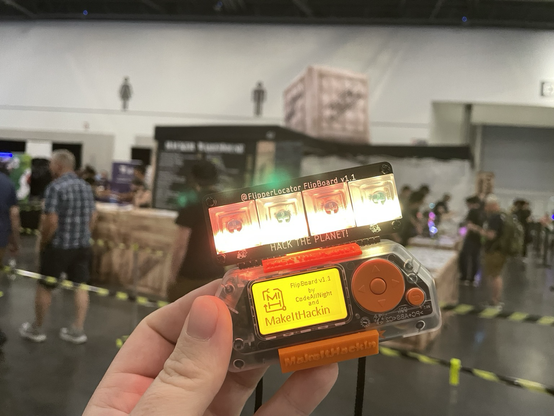 @FlipperLocator FlipBoard v1.1
HACK THE PLANET!
FlipBoard v1.1
by
CodeAllNight
and
MakeItHackin
MakeItHackin